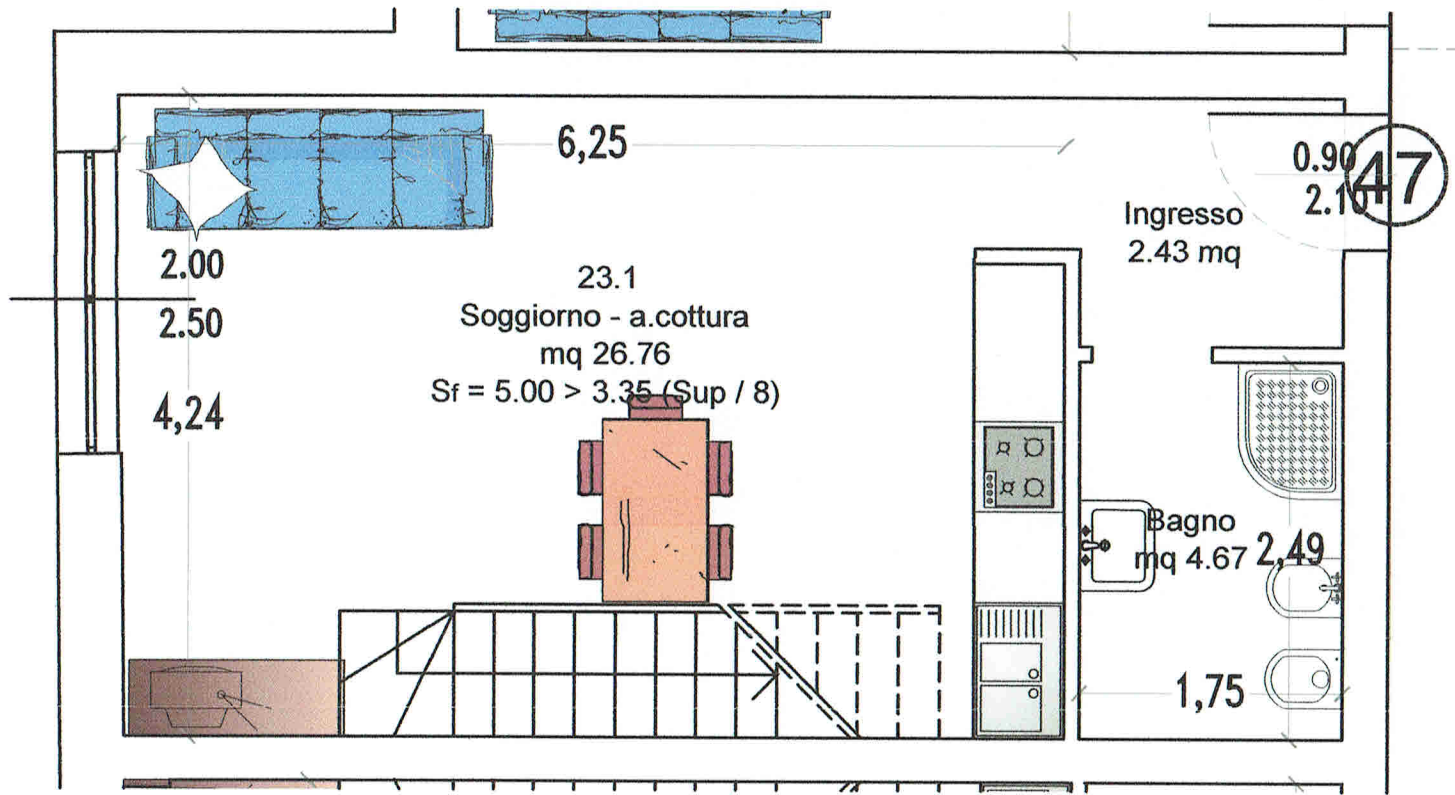 6,25
0.90
2.10
47
Ingresso
2.43 mq
2.00
2.50
4,24
23.1
Soggiorno - a.cottura
mq 26.76
Sf = 5.00 > 3.35 (Sup / 8)
Bagno
mq 4.67
2,49
1,75